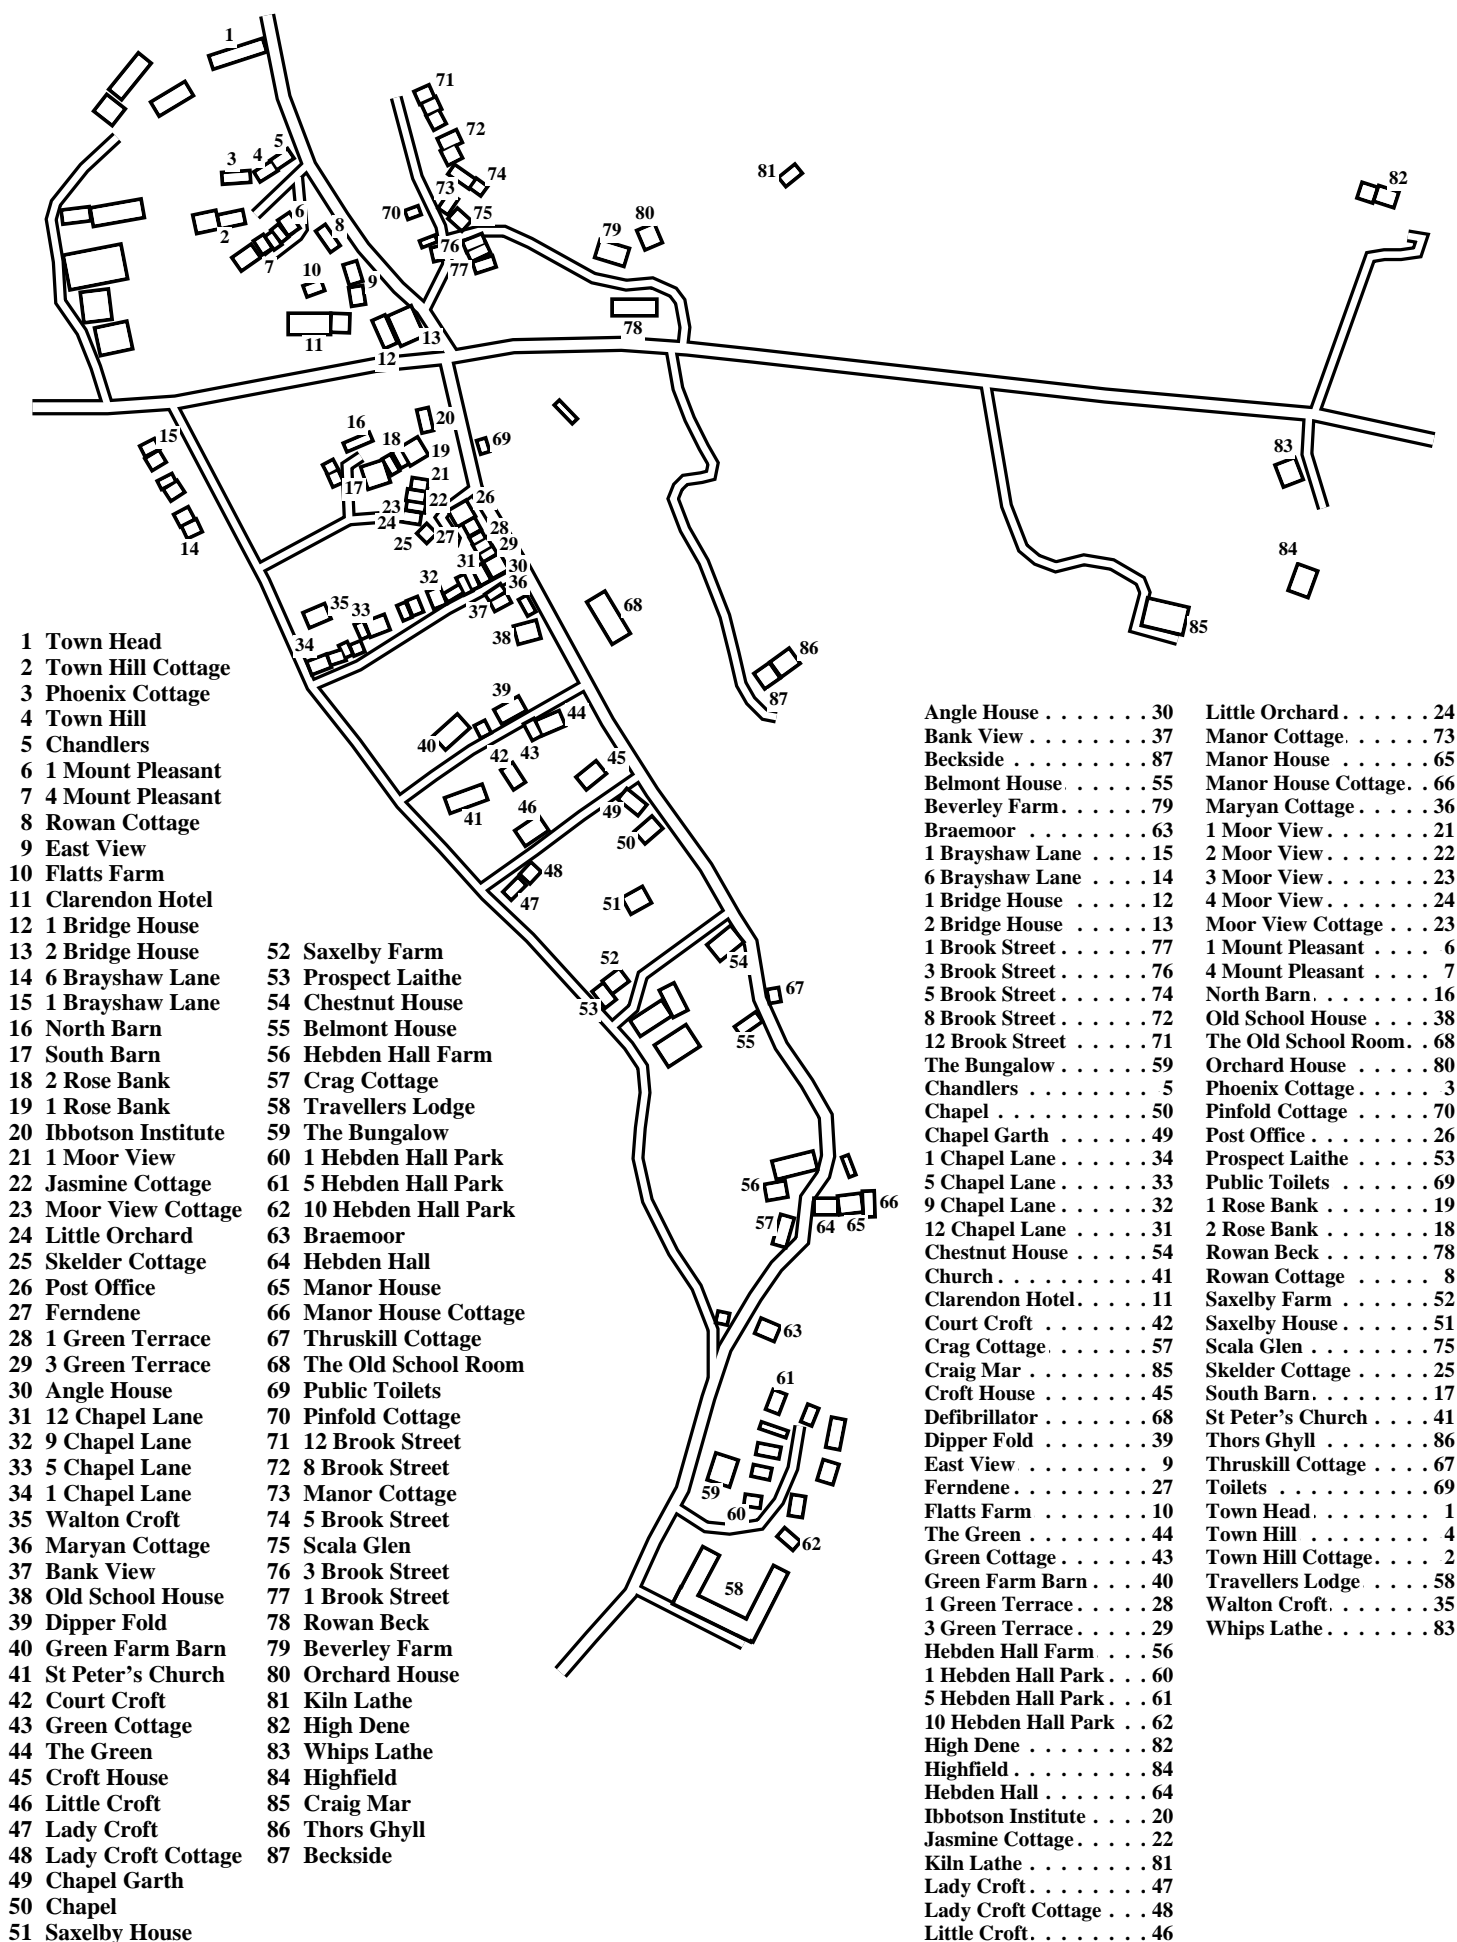 1
71
72
5
4
3
74
81
82
73
70
75
6
2
8
79
80
76
7
77
10
9
11
13
78
12
16
20
15
18
19
69
83
17
21
23
22
26
24
14
25
27
28
29
84
31
30
32
36
35
33
37
68
34
38
85
86
87
39
44
40
42
43
45
41
46
49
50
48
47
51
52
54
53
67
55
56
57
64
65
66
63
61
59
60
62
58
1 Town Head
2 Town Hill Cottage
3 Phoenix Cottage
4 Town Hill
5 Chandlers
6 1 Mount Pleasant
7 4 Mount Pleasant
8 Rowan Cottage
9 East View
10 Flatts Farm
11 Clarendon Hotel
12 1 Bridge House
13 2 Bridge House
14 6 Brayshaw Lane
15 1 Brayshaw Lane
16 North Barn
17 South Barn
18 2 Rose Bank
19 1 Rose Bank
20 Ibbotson Institute
21 1 Moor View
22 Jasmine Cottage
23 Moor View Cottage
24 Little Orchard
25 Skelder Cottage
26 Post Office
27 Ferndene
28 1 Green Terrace
29 3 Green Terrace
30 Angle House
31 12 Chapel Lane
32 9 Chapel Lane
33 5 Chapel Lane
34 1 Chapel Lane
35 Walton Croft
36 Maryan Cottage
37 Bank View
38 Old School House
39 Dipper Fold
40 Green Farm Barn
41 St Peter's Church
42 Court Croft
43 Green Cottage
44 The Green
45 Croft House
46 Little Croft
47 Lady Croft
48 Lady Croft Cottage
49 Chapel Garth
50 Chapel
51 Saxelby House
52 Saxelby Farm
53 Prospect Laithe
54 Chestnut House
55 Belmont House
56 Hebden Hall Farm
57 Crag Cottage
58 Travellers Lodge
59 The Bungalow
60 1 Hebden Hall Park
61 5 Hebden Hall Park
62 10 Hebden Hall Park
63 Braemoor
64 Hebden Hall
65 Manor House
66 Manor House Cottage
67 Thruskill Cottage
68 The Old School Room
69 Public Toilets
70 Pinfold Cottage
71 12 Brook Street
72 8 Brook Street
73 Manor Cottage
74 5 Brook Street
75 Scala Glen
76 3 Brook Street
77 1 Brook Street
78 Rowan Beck
79 Beverley Farm
80 Orchard House
81 Kiln Lathe
82 High Dene
83 Whips Lathe
84 Highfield
85 Craig Mar
86 Thors Ghyll
87 Beckside
Angle House . . . . . . . 30
Bank View . . . . . . . . 37
Beckside . . . . . . . . . 87
Belmont House . . . . . . 55
Beverley Farm . . . . . . 79
Braemoor . . . . . . . . 63
1 Brayshaw Lane . . . . 15
6 Brayshaw Lane . . . . 14
1 Bridge House . . . . . 12
2 Bridge House . . . . . 13
1 Brook Street . . . . . . 77
3 Brook Street . . . . . . 76
5 Brook Street . . . . . . 74
8 Brook Street . . . . . . 72
12 Brook Street . . . . . 71
The Bungalow . . . . . . 59
Chandlers . . . . . . . . 5
Chapel . . . . . . . . . . 50
Chapel Garth . . . . . . 49
1 Chapel Lane . . . . . . 34
5 Chapel Lane . . . . . . 33
9 Chapel Lane . . . . . . 32
12 Chapel Lane . . . . . 31
Chestnut House . . . . . 54
Church . . . . . . . . . . 41
Clarendon Hotel . . . . . 11
Court Croft . . . . . . . 42
Crag Cottage . . . . . . . 57
Craig Mar . . . . . . . . 85
Croft House . . . . . . . 45
Defibrillator . . . . . . . 68
Dipper Fold . . . . . . . 39
East View . . . . . . . . 9
Ferndene . . . . . . . . . 27
Flatts Farm . . . . . . . 10
The Green . . . . . . . . 44
Green Cottage . . . . . . 43
Green Farm Barn . . . . 40
1 Green Terrace . . . . . 28
3 Green Terrace . . . . . 29
Hebden Hall Farm . . . . 56
1 Hebden Hall Park . . . 60
5 Hebden Hall Park . . . 61
10 Hebden Hall Park . . 62
High Dene . . . . . . . . 82
Highfield . . . . . . . . . 84
Hebden Hall . . . . . . . 64
Ibbotson Institute . . . . 20
Jasmine Cottage . . . . . 22
Kiln Lathe . . . . . . . . 81
Lady Croft . . . . . . . . 47
Lady Croft Cottage . . . 48
Little Croft . . . . . . . . 46
Little Orchard . . . . . . 24
Manor Cottage . . . . . . 73
Manor House . . . . . . 65
Manor House Cottage . . 66
Maryan Cottage . . . . . 36
1 Moor View . . . . . . . 21
2 Moor View . . . . . . . 22
3 Moor View . . . . . . . 23
4 Moor View . . . . . . . 24
Moor View Cottage . . . 23
1 Mount Pleasant . . . . 6
4 Mount Pleasant . . . . 7
North Barn . . . . . . . . 16
Old School House . . . . 38
The Old School Room . . 68
Orchard House . . . . . 80
Phoenix Cottage . . . . . 3
Pinfold Cottage . . . . . 70
Post Office . . . . . . . . 26
Prospect Laithe . . . . . 53
Public Toilets . . . . . . 69
1 Rose Bank . . . . . . . 19
2 Rose Bank . . . . . . . 18
Rowan Beck . . . . . . . 78
Rowan Cottage . . . . . 8
Saxelby Farm . . . . . . 52
Saxelby House . . . . . . 51
Scala Glen . . . . . . . . 75
Skelder Cottage . . . . . 25
South Barn . . . . . . . . 17
St Peter's Church . . . . 41
Thors Ghyll . . . . . . . 86
Thruskill Cottage . . . . 67
Toilets . . . . . . . . . 69
Town Head . . . . . . . . 1
Town Hill . . . . . . . . 4
Town Hill Cottage . . . . 2
Travellers Lodge . . . . . 58
Walton Croft . . . . . . . 35
Whips Lathe . . . . . . . 83